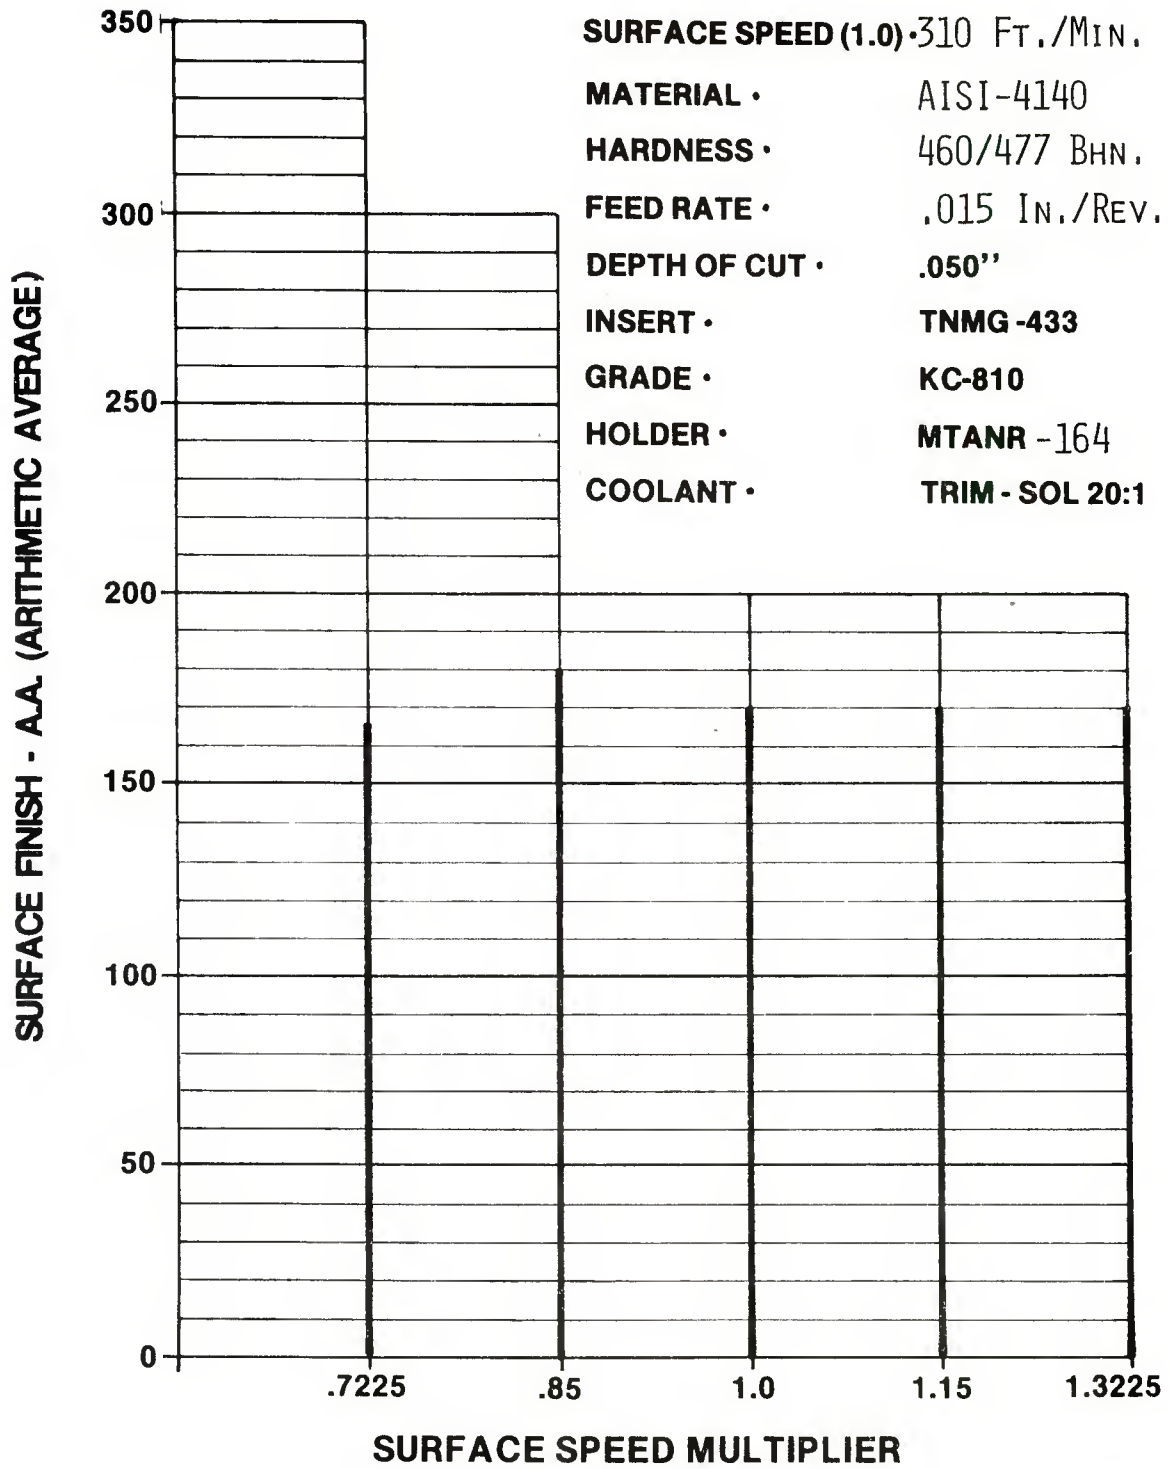 SURFACE SPEED (1.0) • 310 FT./MIN.
MATERIAL • AISI-4140
HARDNESS • 460/477 BHN.
FEED RATE • .015 IN./REV.
DEPTH OF CUT • .050’’
INSERT • TNMG -433
GRADE • KC-810
HOLDER • MTANR -164
COOLANT • TRIM - SOL 20:1
SURFACE FINISH - A.A. (ARITHMETIC AVERAGE)
350
300
250
200
150
100
50
0
.7225 .85 1.0 1.15 1.3225
SURFACE SPEED MULTIPLIER